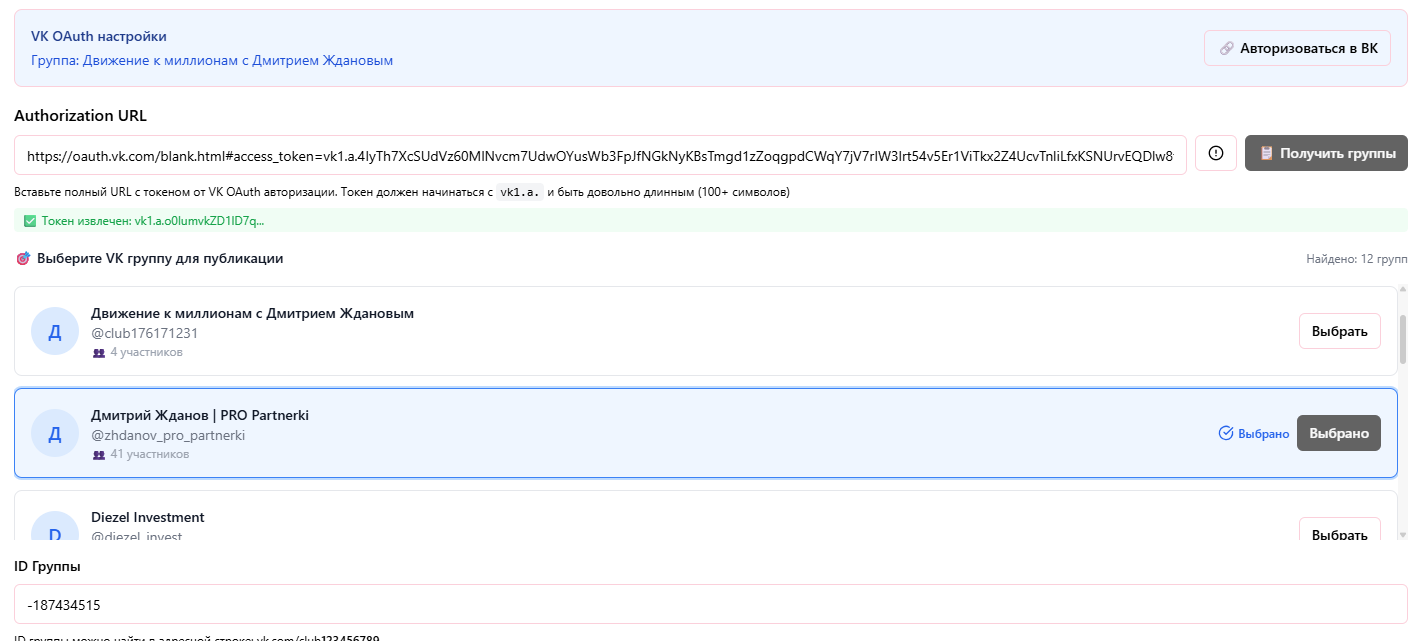 VK OAuth настройки
Группа: Движение к миллионам с Дмитрием Ждановым
Авторизоваться в ВК
Authorization URL
https://oauth.vk.com/blank.html#access_token=vk1.a.4IyTh7XcSUdVz60MINvcm7UdwOYusWb3FpJfNGkNyKBsTmgd1zZoqgpdCWqY7jV7rIW3Irt54v5Er1ViTkx2Z4UcvTnliLfxKSNUrvEQDlw8
Получить группы
Вставьте полный URL с токеном от VK OAuth авторизации. Токен должен начинаться с vk1.a. и быть довольно длинным (100+ символов)
Токен извлечен: vk1.a.o0lumvkZD1ID7q...
Выберите VK группу для публикации
Найдено: 12 групп
Д
Движение к миллионам с Дмитрием Ждановым
@club176171231
4 участников
Выбрать
Д
Дмитрий Жданов | PRO Partnerki
@zhdanov_pro_partnerki
41 участников
Выбрано
Выбрано
D
Diezel Investment
@diezel_invest
Выбрать
ID Группы
-187434515
ID группы можно найти в адресной строке: vk.com/club123456789